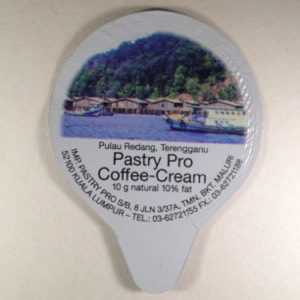 Pulau Redang, Terengganu
Pastry Pro
Coffee-Cream
10 g natural 10% fat
IMP. PASTRY PRO S/B, 8 JLN 3/37A, TMN. BKT. MALURI
52100 KUALA LUMPUR – TEL.: 03-62721155 FX.: 03-62721188